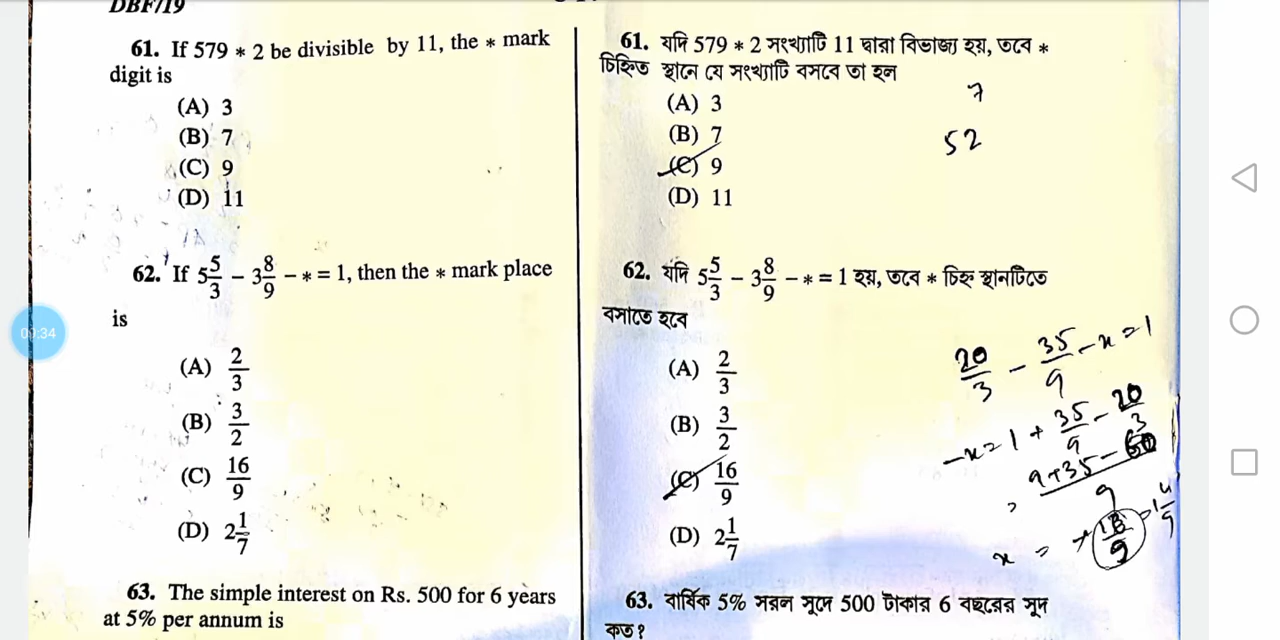 DBF/19
61. If 579 * 2 be divisible by 11, the * mark
digit is
(A) 3
(B) 7
(C) 9
(D) 11
62. If 5 5/3 − 3 8/9 − * = 1, then the * mark place
is
(A) 2/3
(B) 3/2
(C) 16/9
(D) 2 1/7
63. The simple interest on Rs. 500 for 6 years
at 5% per annum is
61. যদি 579 * 2 সংখ্যাটি 11 দ্বারা বিভাজ্য হয়, তবে *
চিহ্নিত স্থানে যে সংখ্যাটি বসবে তা হল
(A) 3
(B) 7
(C) 9
(D) 11
7
52
62. যদি 5 5/3 − 3 8/9 − * = 1 হয়, তবে * চিহ্ন স্থানটিতে
বসাতে হবে
(A) 2/3
(B) 3/2
(C) 16/9
(D) 2 1/7
20/3 − 35/9 − x = 1
−x = 1 + 35/9 − 20/3
63. বার্ষিক 5% সরল সুদে 500 টাকার 6 বছরের সুদ
কত?
00:34